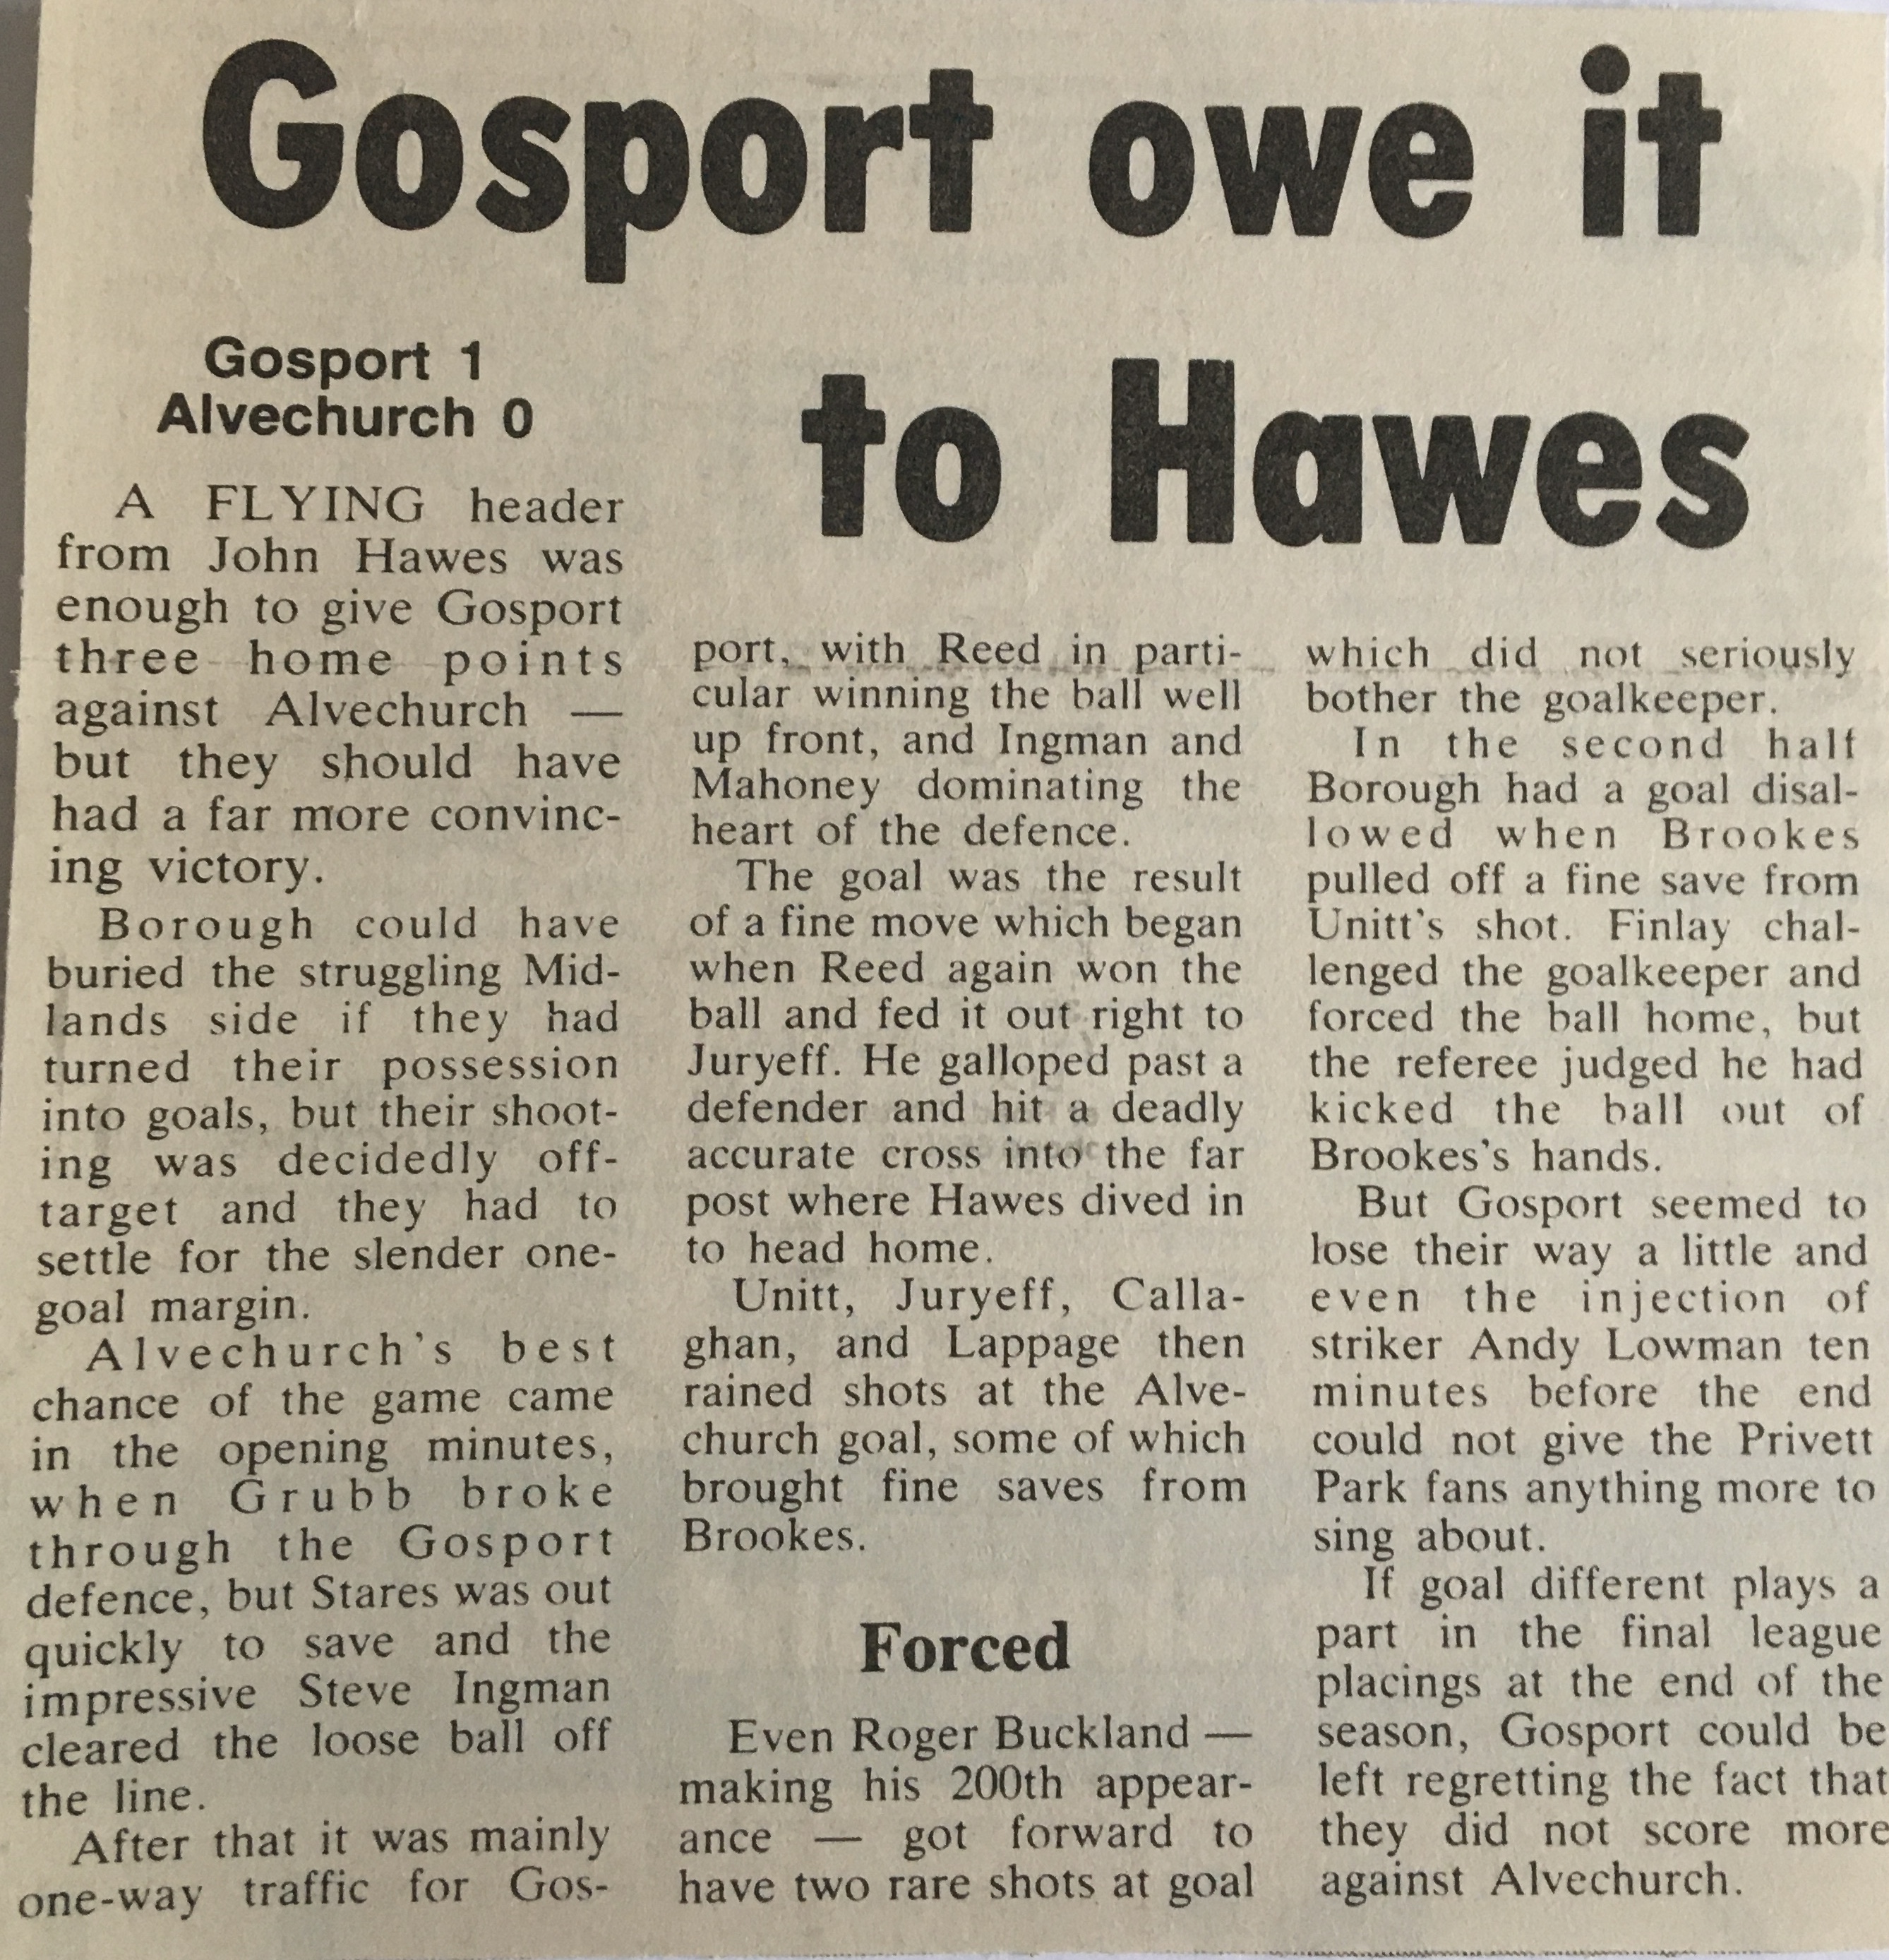 Gosport owe it
to Hawes
Gosport 1
Alvechurch 0
A FLYING header
from John Hawes was
enough to give Gosport
three home points
against Alvechurch —
but they should have
had a far more convinc-
ing victory.
Borough could have
buried the struggling Mid-
lands side if they had
turned their possession
into goals, but their shoot-
ing was decidedly off-
target and they had to
settle for the slender one-
goal margin.
Alvechurch's best
chance of the game came
in the opening minutes,
when Grubb broke
through the Gosport
defence, but Stares was out
quickly to save and the
impressive Steve Ingman
cleared the loose ball off
the line.
After that it was mainly
one-way traffic for Gos-
port, with Reed in parti-
cular winning the ball well
up front, and Ingman and
Mahoney dominating the
heart of the defence.
The goal was the result
of a fine move which began
when Reed again won the
ball and fed it out right to
Juryeff. He galloped past a
defender and hit a deadly
accurate cross into the far
post where Hawes dived in
to head home.
Unitt, Juryeff, Calla-
ghan, and Lappage then
rained shots at the Alve-
church goal, some of which
brought fine saves from
Brookes.
Forced
Even Roger Buckland —
making his 200th appear-
ance — got forward to
have two rare shots at goal
which did not seriously
bother the goalkeeper.
In the second half
Borough had a goal disal-
lowed when Brookes
pulled off a fine save from
Unitt's shot. Finlay chal-
lenged the goalkeeper and
forced the ball home, but
the referee judged he had
kicked the ball out of
Brookes's hands.
But Gosport seemed to
lose their way a little and
even the injection of
striker Andy Lowman ten
minutes before the end
could not give the Privett
Park fans anything more to
sing about.
If goal different plays a
part in the final league
placings at the end of the
season, Gosport could be
left regretting the fact that
they did not score more
against Alvechurch.